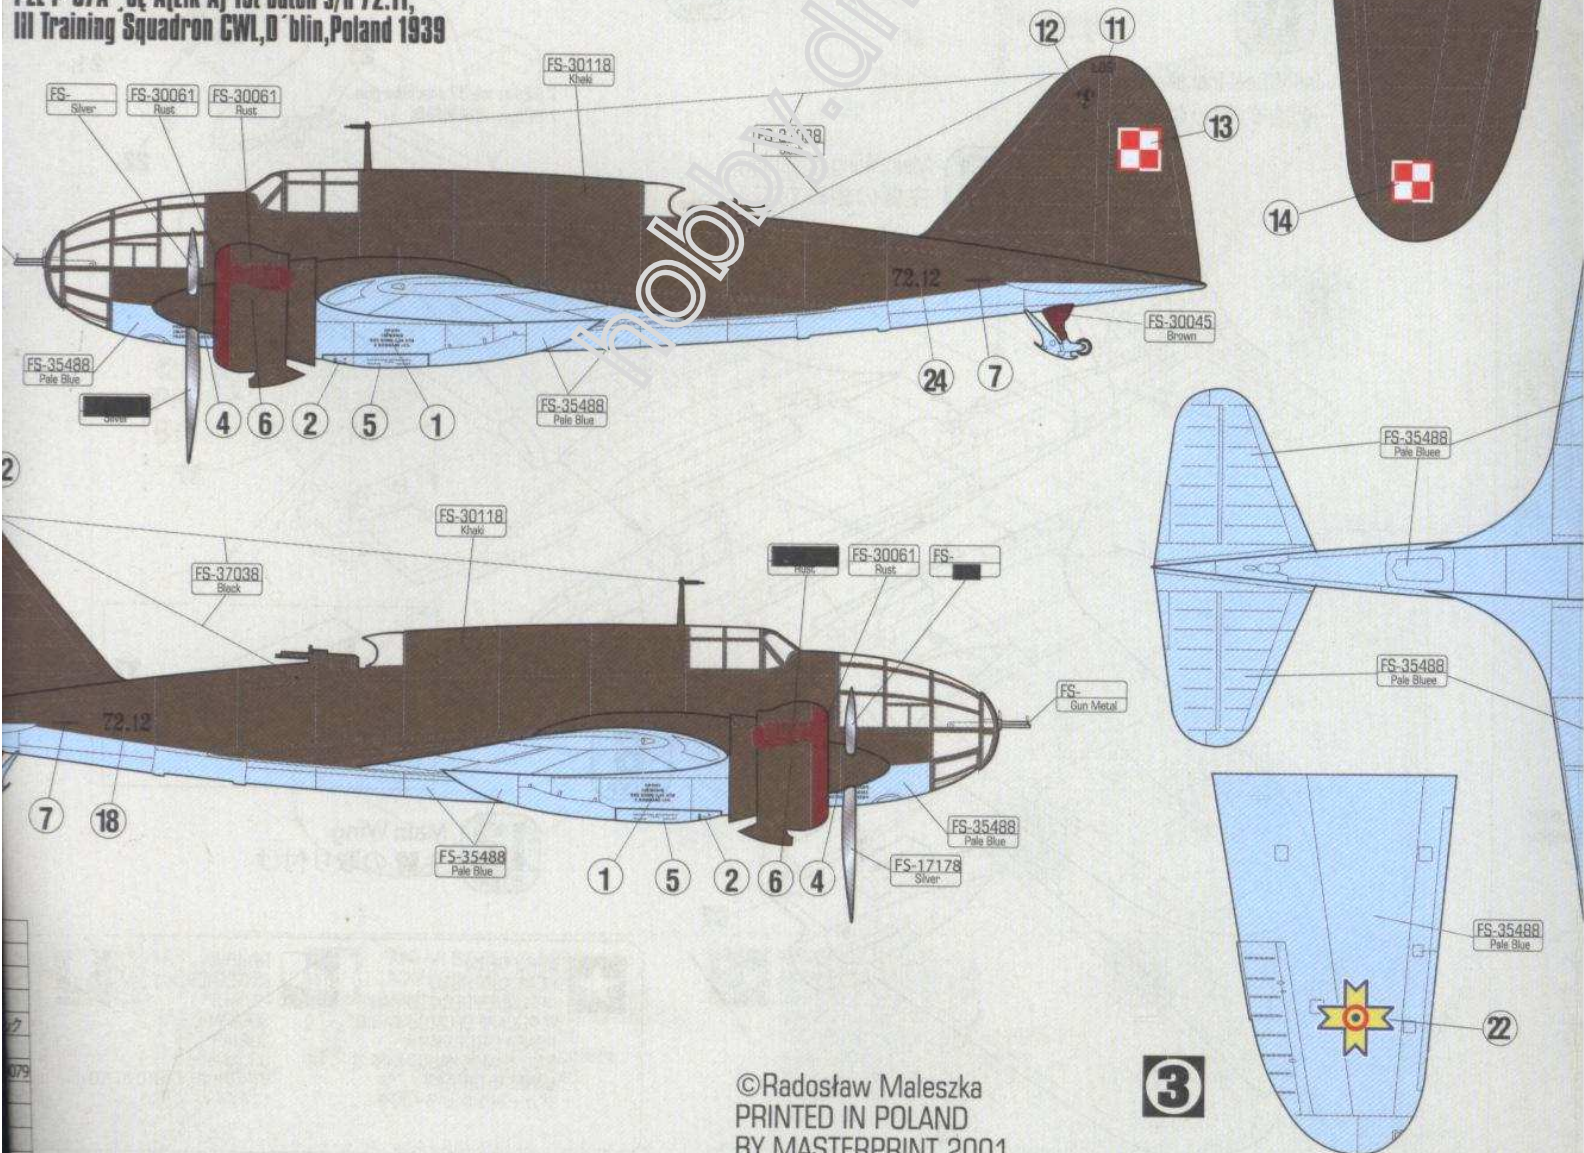 III Training Squadron CWL,D´blin,Poland 1939
12
11
FS-30118
Khaki
FS-
Silver
FS-30061
Rust
FS-30061
Rust
13
14
72.12
FS-30045
Brown
FS-35488
Pale Blue
Silver
4
6
2
5
1
FS-35488
Pale Blue
24
7
FS-35488
Pale Bluee
2
FS-30118
Khaki
FS-37038
Black
Rust
FS-30061
Rust
FS-
FS-35488
Pale Bluee
FS-
Gun Metal
72.12
7
18
FS-35488
Pale Blue
1
5
2
6
4
FS-35488
Pale Blue
FS-17178
Silver
FS-35488
Pale Blue
22
079
©Radosław Maleszka
PRINTED IN POLAND
BY MASTERPRINT 2001
3
hobby.dn